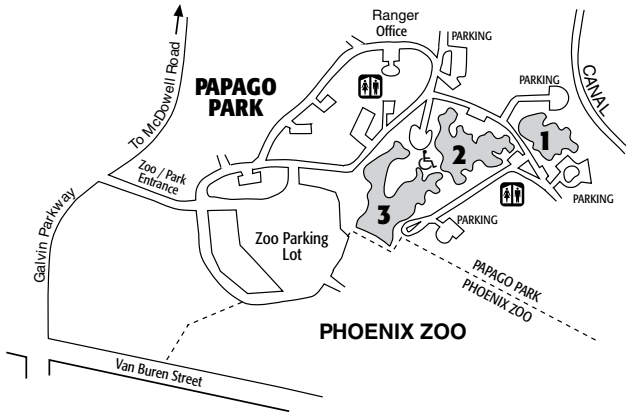 Ranger
Office
PARKING
To McDowell Road
PAPAGO
PARK
PARKING
CANAL
1
2
Zoo / Park
Entrance
3
PARKING
PARKING
Galvin Parkway
Zoo Parking
Lot
PAPAGO PARK
PHOENIX ZOO
PHOENIX ZOO
Van Buren Street